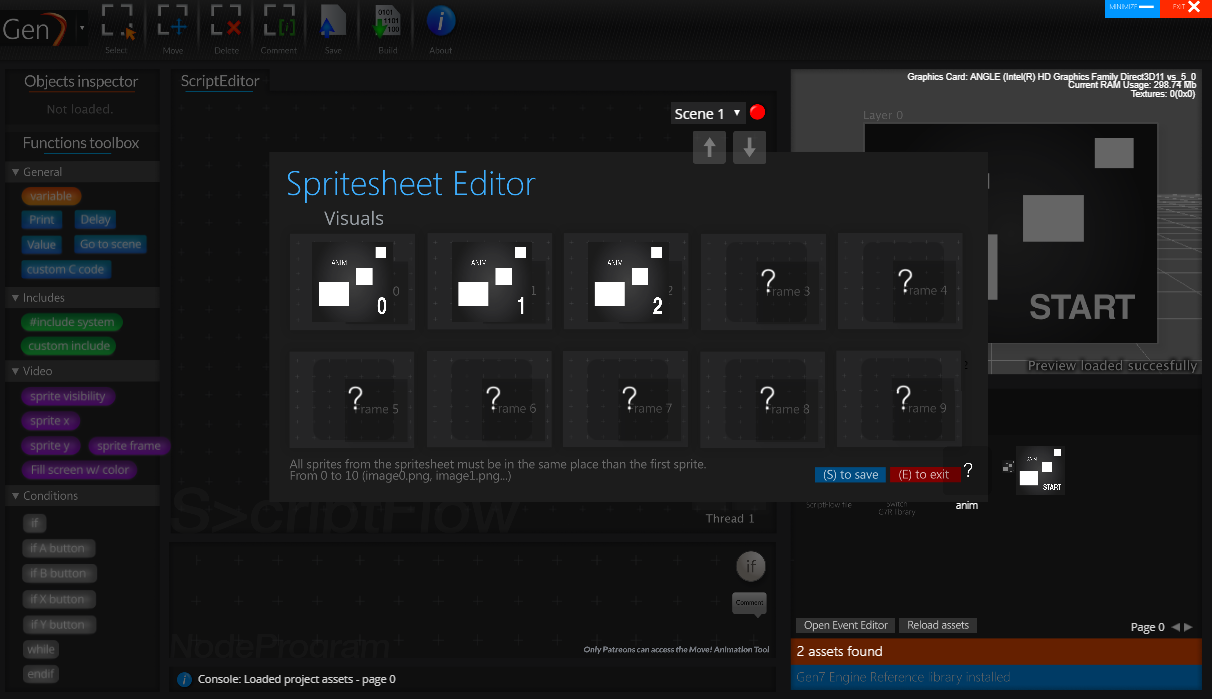 Gen7
Select
Move
Delete
Comment
Save
Build
About
MINIMIZE
EXIT
Objects inspector
Not loaded.
Functions toolbox
General
variable
Print
Delay
Value
Go to scene
custom C code
Includes
#include system
custom include
Video
sprite visibility
sprite x
sprite y
sprite frame
Fill screen w/ color
Conditions
if
if A button
if B button
if X button
if Y button
while
endif
ScriptEditor
Scene 1
Spritesheet Editor
Visuals
ANIM
0
0
ANIM
1
1
ANIM
2
2
?
Frame 3
?
Frame 4
?
Frame 5
?
Frame 6
?
Frame 7
?
Frame 8
?
Frame 9
All sprites from the spritesheet must be in the same place than the first sprite.
From 0 to 10 (image0.png, image1.png...)
(S) to save
(E) to exit
?
S>criptFlow
Thread 1
if
Comment
NodeProgram
Only Patreons can access the Move! Animation Tool
Console: Loaded project assets - page 0
Graphics Card: ANGLE (Intel(R) HD Graphics Family Direct3D11 vs_5_0
Current RAM Usage: 298.74 Mb
Textures: 0(0x0)
Layer 0
START
Preview loaded succesfully
ANIM
START
ScriptFlow file
Switch
C/R library
anim
Open Event Editor
Reload assets
Page 0
2 assets found
Gen7 Engine Reference library installed